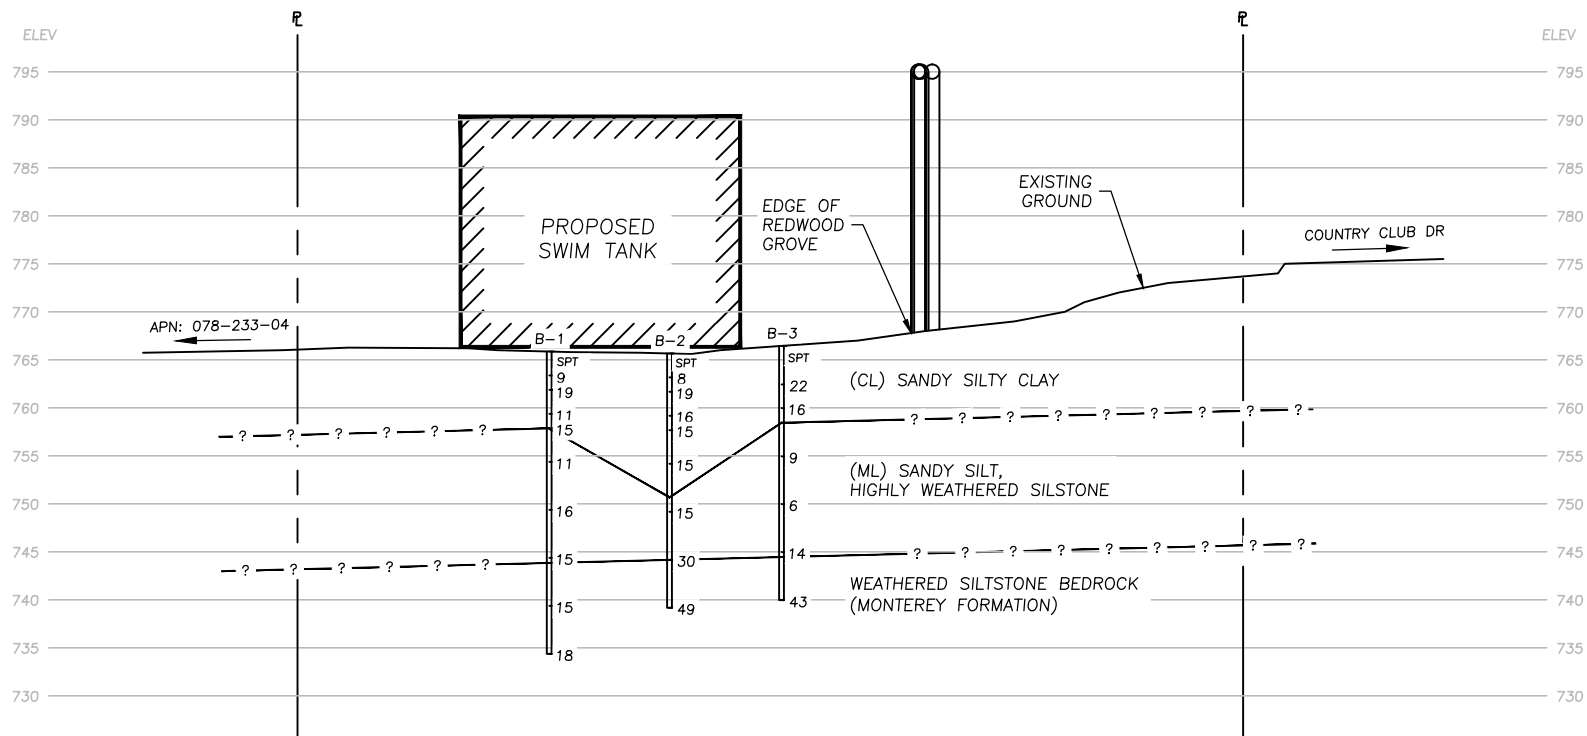 PL PL
ELEV ELEV
795 795
790 790
785 785
780 780
775 775
770 770
765 765
760 760
755 755
750 750
745 745
740 740
735 735
730 730
PROPOSED
SWIM TANK
EDGE OF
REDWOOD
GROVE
EXISTING
GROUND
COUNTRY CLUB DR
APN: 078-233-04
B-1
SPT
9
19
11
15
11
16
15
15
18
B-2
SPT
8
19
16
15
15
15
30
49
B-3
SPT
22
16
9
6
14
43
(CL) SANDY SILTY CLAY
? ? ? ? ? ? ? ? ? ? ? ? ? ? ?
(ML) SANDY SILT,
HIGHLY WEATHERED SILSTONE
? ? ? ? ? ? ? ? ? ? ? ? ? ? ?
WEATHERED SILTSTONE BEDROCK
(MONTEREY FORMATION)